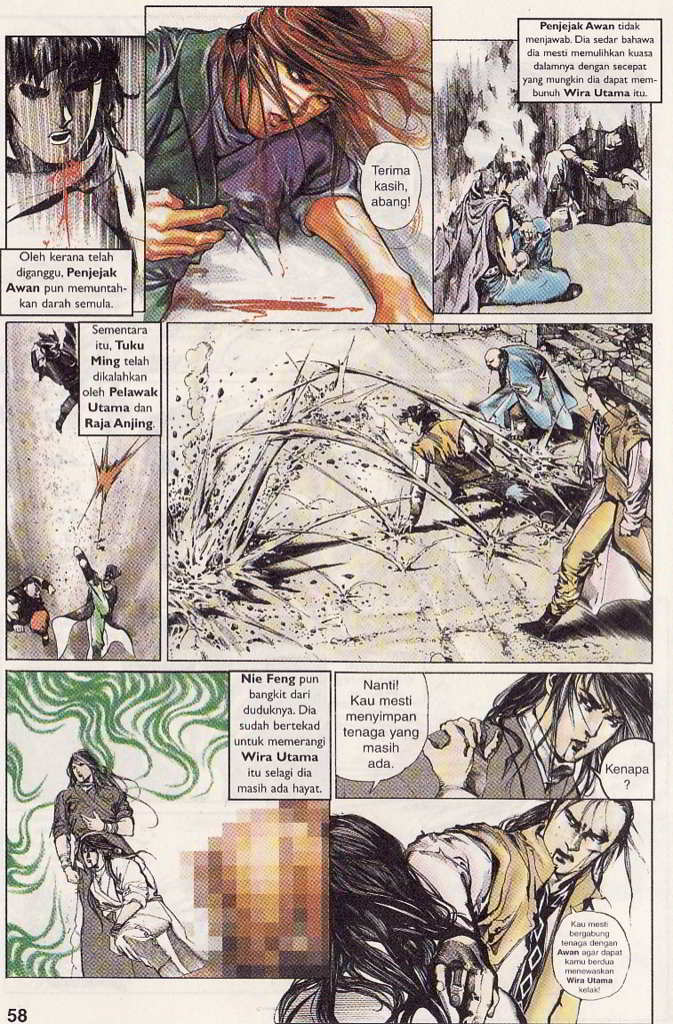 Oleh kerana telah
diganggu, Penjejak
Awan pun memuntah-
kan darah semula.
Terima
kasih,
abang!
Penjejak Awan tidak
menjawab. Dia sedar bahawa
dia mesti memulihkan kuasa
dalamnya dengan secepat
yang mungkin dia dapat mem-
bunuh Wira Utama itu.
Sementara
itu, Tuku
Ming telah
dikalahkan
oleh Pelawak
Utama dan
Raja Anjing.
Nie Feng pun
bangkit dari
duduknya. Dia
sudah bertekad
untuk memerangi
Wira Utama
itu selagi dia
masih ada hayat.
Nanti!
Kau mesti
menyimpan
tenaga yang
masih
ada.
Kenapa
?
Kau mesti
bergabung
tenaga dengan
Awan agar dapat
kamu berdua
menewaskan
Wira Utama
kelak!
58